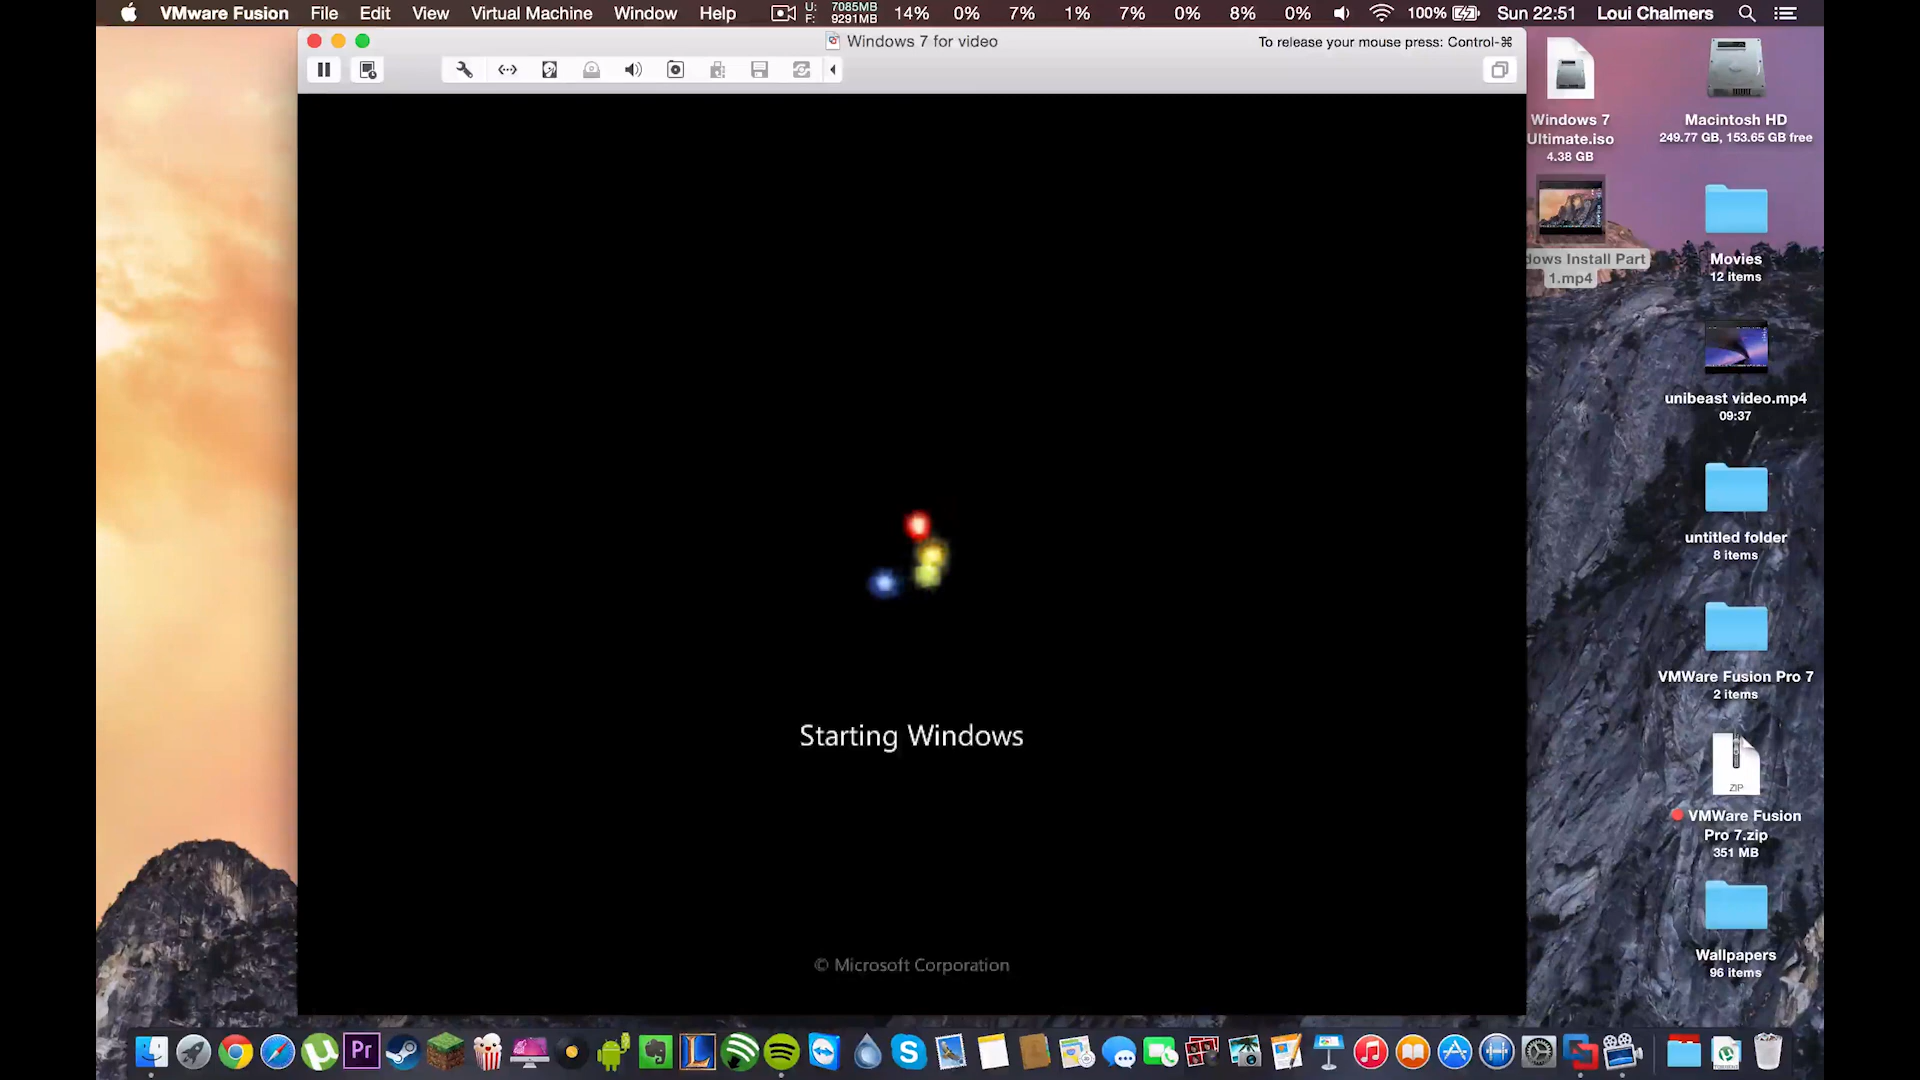 VMware Fusion File Edit View Virtual Machine Window Help U: 7085MB F: 9291MB 14% 0% 7% 1% 7% 0% 8% 0% 100% Sun 22:51 Loui Chalmers
Windows 7 for video
To release your mouse press: Control-⌘
Starting Windows
© Microsoft Corporation
Windows 7
Ultimate.iso
4.38 GB
dows Install Part
1.mp4
Macintosh HD
249.77 GB, 153.65 GB free
Movies
12 items
unibeast video.mp4
09:37
untitled folder
8 items
VMWare Fusion Pro 7
2 items
ZIP
VMWare Fusion
Pro 7.zip
351 MB
Wallpapers
96 items
Pr